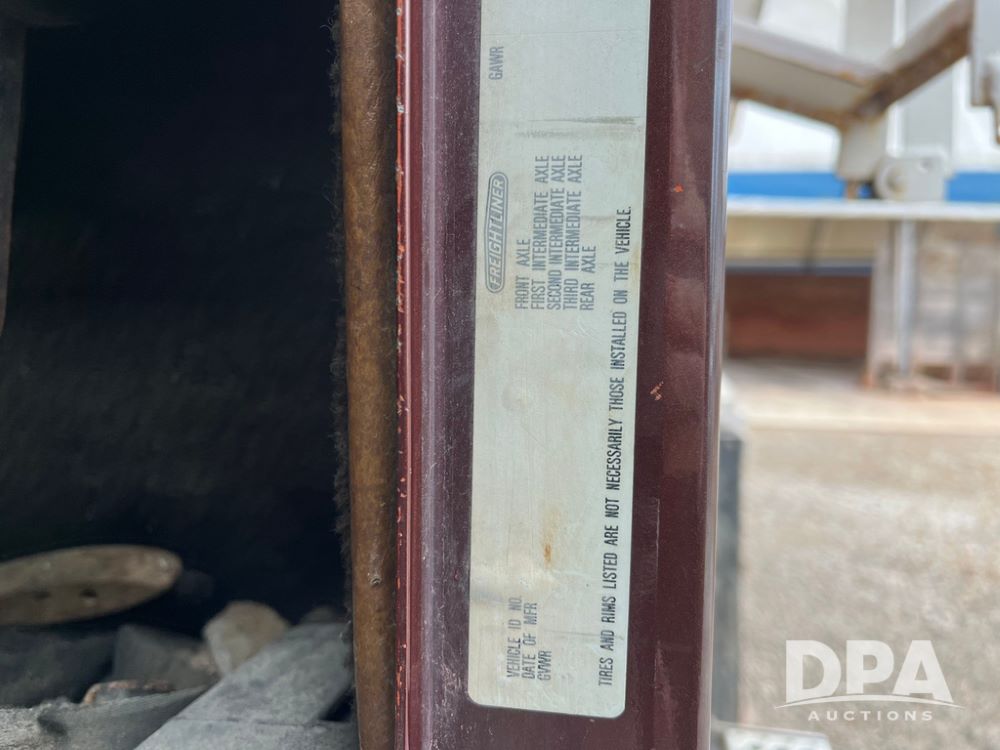 FREIGHTLINER
VEHICLE ID NO.
DATE OF MFR
GVWR
GAWR
FRONT AXLE
FIRST INTERMEDIATE AXLE
SECOND INTERMEDIATE AXLE
THIRD INTERMEDIATE AXLE
REAR AXLE
TIRES AND RIMS LISTED ARE NOT NECESSARILY THOSE INSTALLED ON THE VEHICLE.
DPA
AUCTIONS